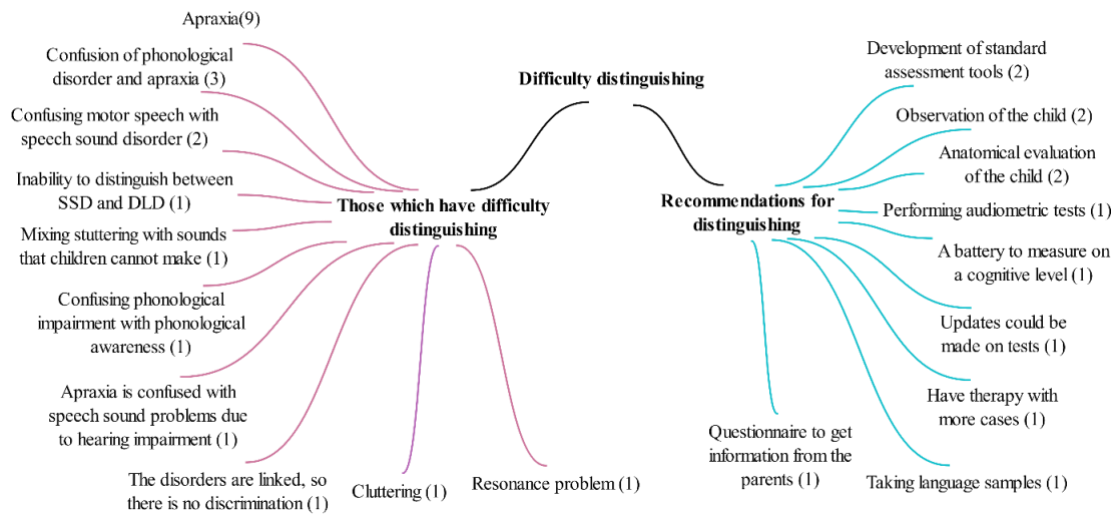 Difficulty distinguishing
Those which have difficulty
distinguishing
Apraxia(9)
Confusion of phonological
disorder and apraxia (3)
Confusing motor speech with
speech sound disorder (2)
Inability to distinguish between
SSD and DLD (1)
Mixing stuttering with sounds
that children cannot make (1)
Confusing phonological
impairment with phonological
awareness (1)
Apraxia is confused with
speech sound problems due
to hearing impairment (1)
The disorders are linked, so
there is no discrimination (1)
Cluttering (1)
Resonance problem (1)
Recommendations for
distinguishing
Development of standard
assessment tools (2)
Observation of the child (2)
Anatomical evaluation
of the child (2)
Performing audiometric tests (1)
A battery to measure on
a cognitive level (1)
Updates could be
made on tests (1)
Have therapy with
more cases (1)
Taking language samples (1)
Questionnaire to get
information from the
parents (1)